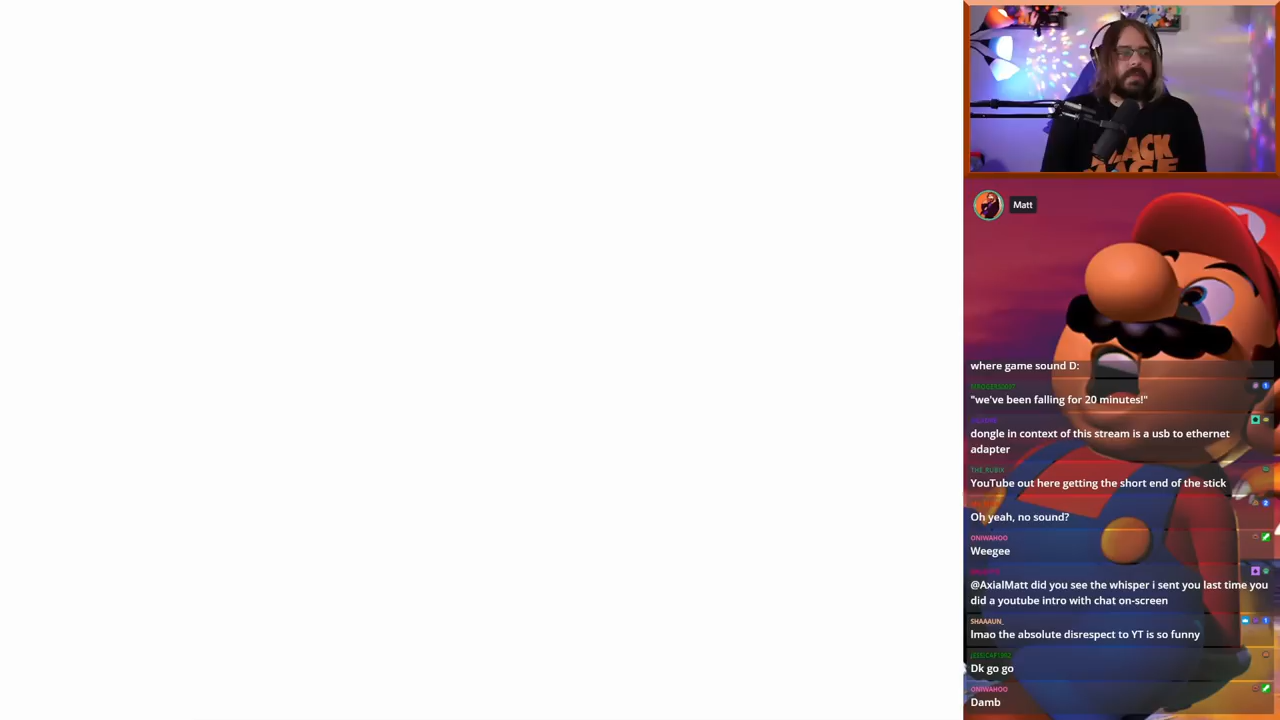 BLACK
MAGE
Matt
where game sound D:
"we've been falling for 20 minutes!"
dongle in context of this stream is a usb to ethernet
adapter
THE_RUBIX
YouTube out here getting the short end of the stick
Oh yeah, no sound?
ONIWAHOO
Weegee
@AxialMatt did you see the whisper i sent you last time you
did a youtube intro with chat on-screen
SHAAAUN_
lmao the absolute disrespect to YT is so funny
Dk go go
ONIWAHOO
Damb